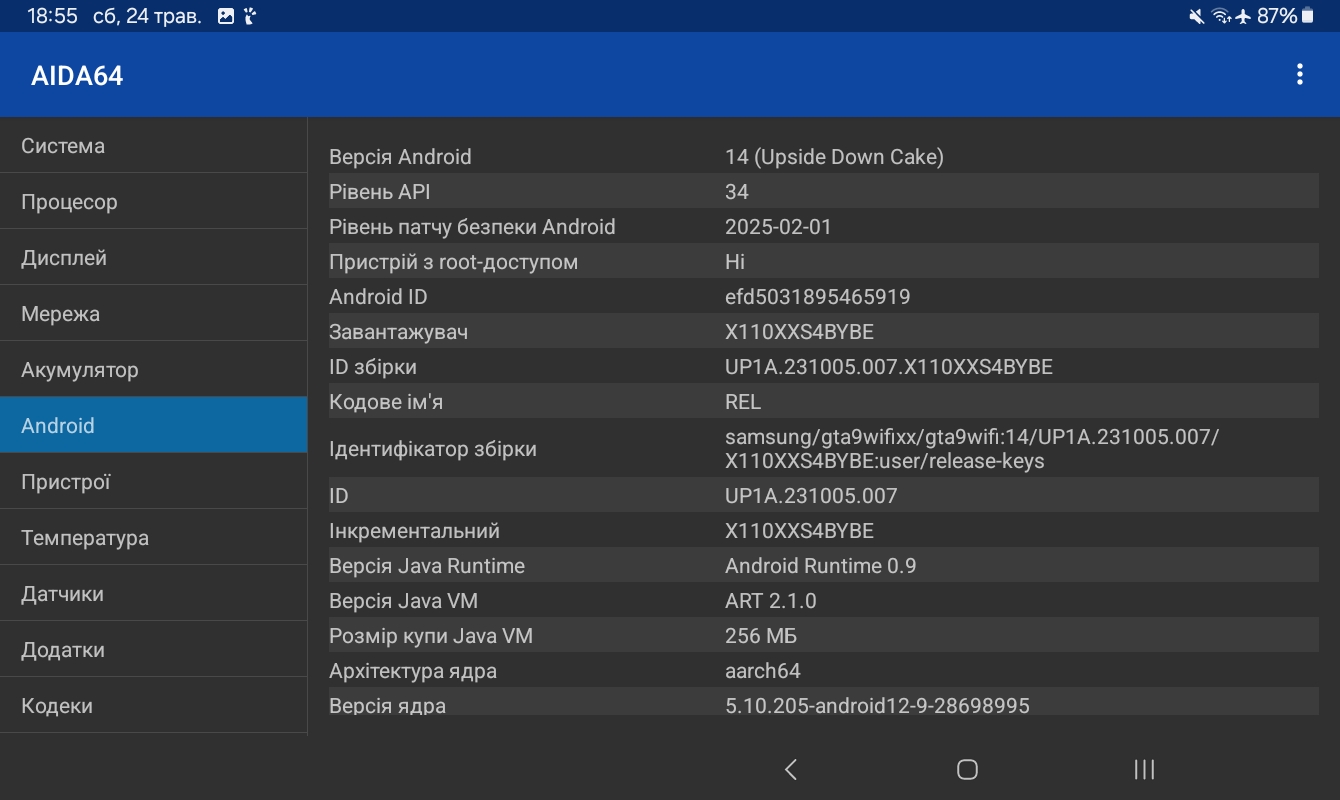 18:55 сб, 24 трав. 87%
AIDA64
Система
Процесор
Дисплей
Мережа
Акумулятор
Android
Пристрої
Температура
Датчики
Додатки
Кодеки
Версія Android 14 (Upside Down Cake)
Рівень API 34
Рівень патчу безпеки Android 2025-02-01
Пристрій з root-доступом Ні
Android ID efd5031895465919
Завантажувач X110XXS4BYBE
ID збірки UP1A.231005.007.X110XXS4BYBE
Кодове ім'я REL
Ідентифікатор збірки samsung/gta9wifixx/gta9wifi:14/UP1A.231005.007/
X110XXS4BYBE:user/release-keys
ID UP1A.231005.007
Інкрементальний X110XXS4BYBE
Версія Java Runtime Android Runtime 0.9
Версія Java VM ART 2.1.0
Розмір купи Java VM 256 МБ
Архітектура ядра aarch64
Версія ядра 5.10.205-android12-9-28698995